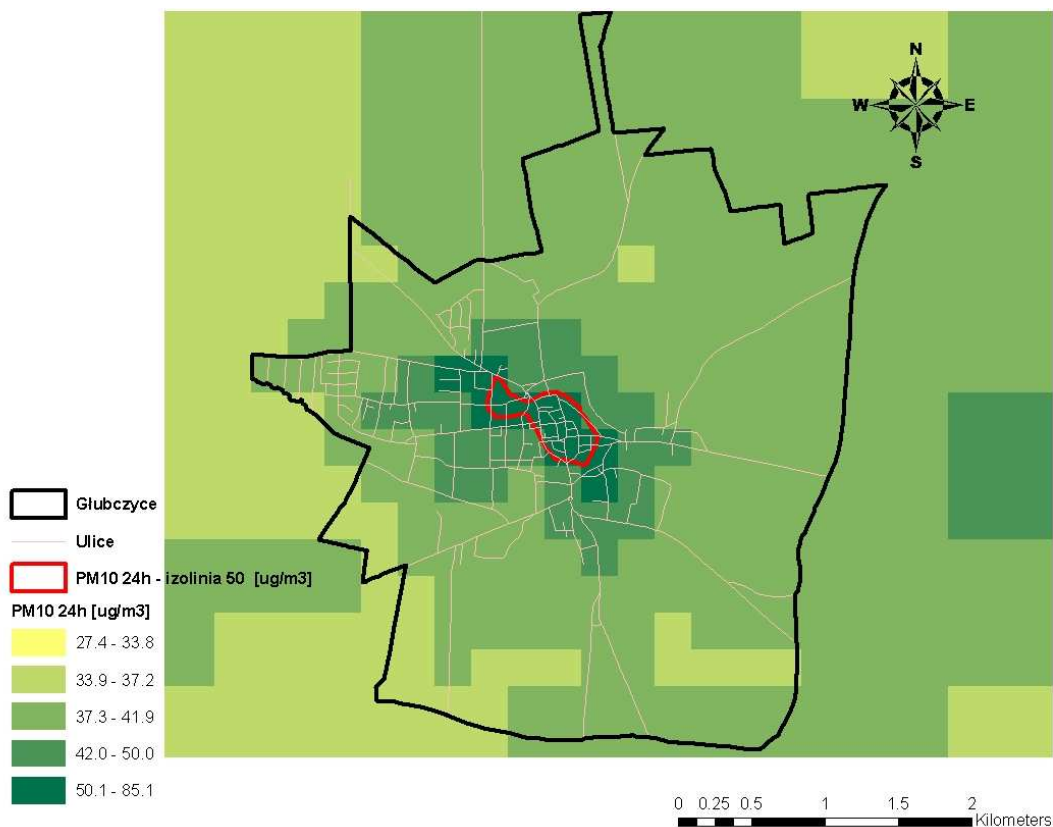 N
W E
S
Głubczyce
Ulice
PM10 24h - izolinia 50 [ug/m3]
PM10 24h [ug/m3]
27.4 - 33.8
33.9 - 37.2
37.3 - 41.9
42.0 - 50.0
50.1 - 85.1
0 0.25 0.5 1 1.5 2
Kilometers